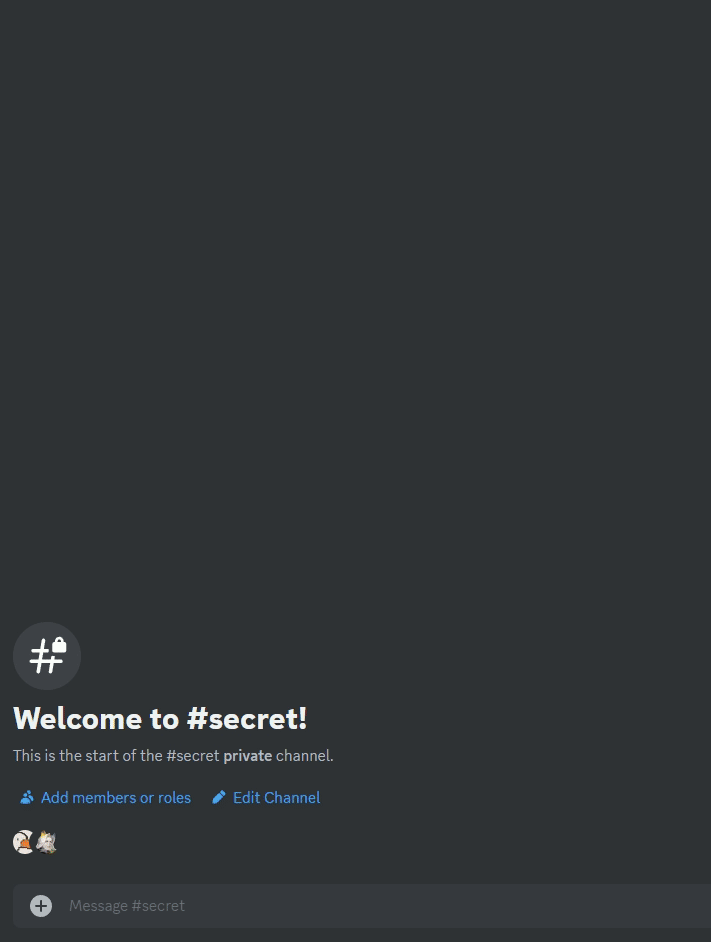 Welcome to #secret!
This is the start of the #secret private channel.
Add members or roles Edit Channel
Message #secret